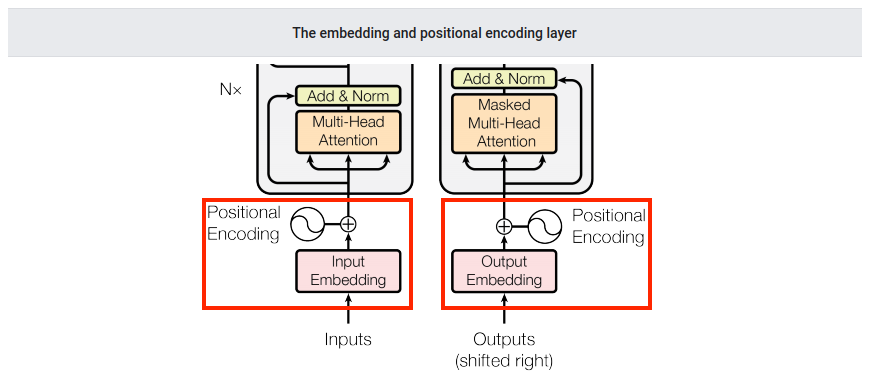 The embedding and positional encoding layer
Nx
Add & Norm
Multi-Head
Attention
Add & Norm
Masked
Multi-Head
Attention
Positional
Encoding
Positional
Encoding
Input
Embedding
Output
Embedding
Inputs
Outputs
(shifted right)